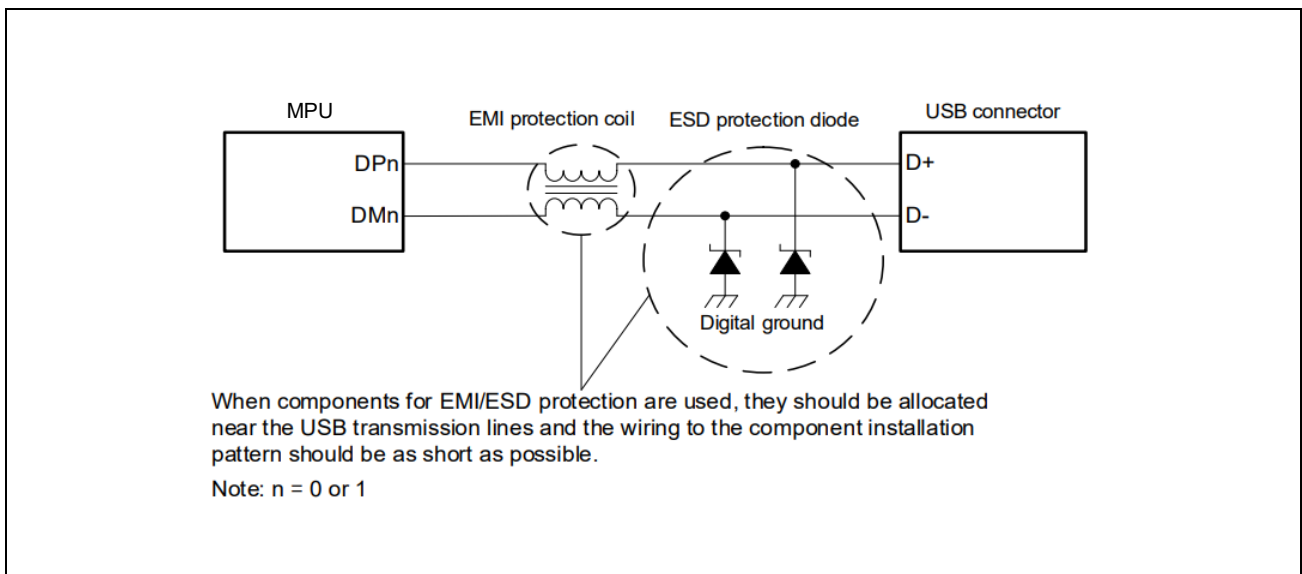 MPU
EMI protection coil
ESD protection diode
USB connector
DPn
D+
DMn
D-
Digital ground
When components for EMI/ESD protection are used, they should be allocated
near the USB transmission lines and the wiring to the component installation
pattern should be as short as possible.
Note: n = 0 or 1